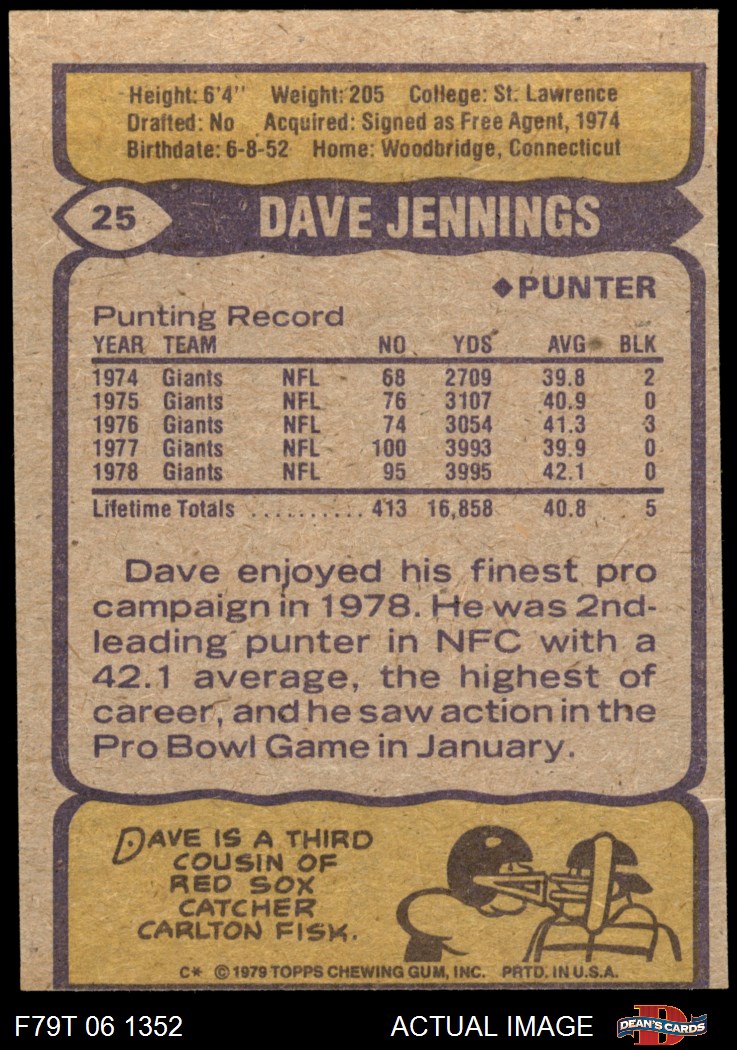 Height: 6'4" Weight: 205 College: St. Lawrence
Drafted: No Acquired: Signed as Free Agent, 1974
Birthdate: 6-8-52 Home: Woodbridge, Connecticut
25 DAVE JENNINGS
◆PUNTER
Punting Record
YEAR TEAM NO YDS AVG BLK
1974 Giants NFL 68 2709 39.8 2
1975 Giants NFL 76 3107 40.9 0
1976 Giants NFL 74 3054 41.3 3
1977 Giants NFL 100 3993 39.9 0
1978 Giants NFL 95 3995 42.1 0
Lifetime Totals .......... 413 16,858 40.8 5
Dave enjoyed his finest pro
campaign in 1978. He was 2nd-
leading punter in NFC with a
42.1 average, the highest of
career, and he saw action in the
Pro Bowl Game in January.
DAVE IS A THIRD
COUSIN OF
RED SOX
CATCHER
CARLTON FISK.
C* © 1979 TOPPS CHEWING GUM, INC. PRTD. IN U.S.A.
F79T 06 1352 ACTUAL IMAGE DEAN'S CARDS